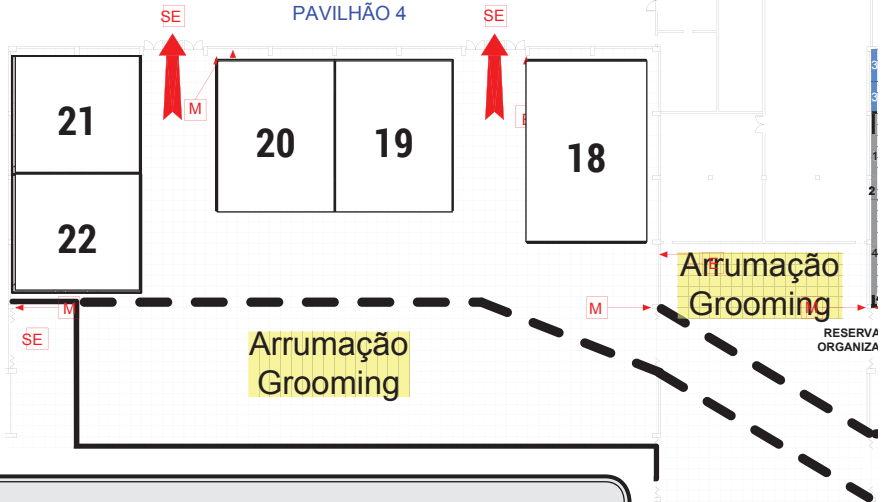 PAVILHÃO 4
SE
SE
M
21
20
19
18
22
Arrumação
Grooming
M
M
M
SE
RESERVA
ORGANIZA
Arrumação
Grooming